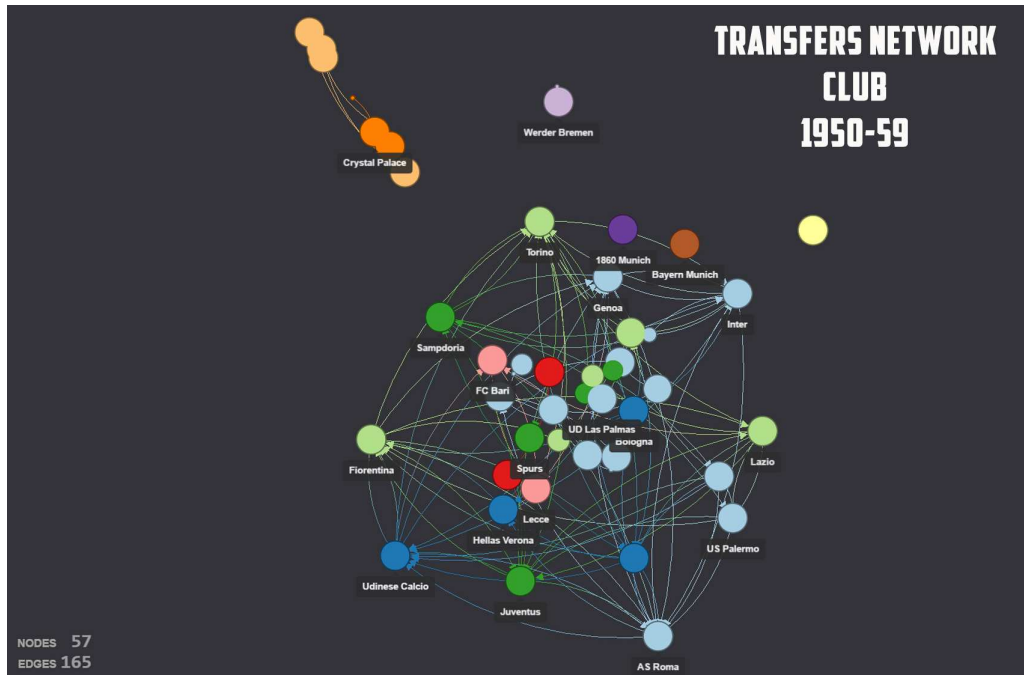 TRANSFERS NETWORK
CLUB
1950-59
Werder Bremen
Crystal Palace
Torino
1860 Munich
Bayern Munich
Genoa
Inter
Sampdoria
FC Bari
UD Las Palmas
Bologna
Lazio
Fiorentina
Spurs
Lecce
Hellas Verona
US Palermo
Udinese Calcio
Juventus
AS Roma
NODES 57
EDGES 165